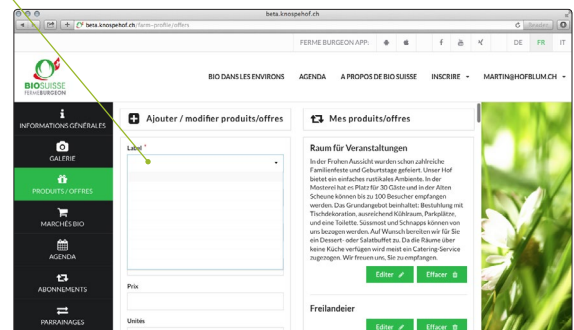 beta.knospehof.ch
beta.knospehof.ch/farm-profile/offers
Reader
FERME BURGEON APP:
DE FR IT
BIOSUISSE
FERMEBURGEON
BIO DANS LES ENVIRONS AGENDA A PROPOS DE BIO SUISSE INSCRIRE MARTIN@HOFBLUM.CH
INFORMATIONS GÉNÉRALES
GALERIE
PRODUITS / OFFRES
MARCHÉS BIO
AGENDA
ABONNEMENTS
PARRAINAGES
Ajouter / modifier produits/offres
Label *
Prix
Unités
Mes produits/offres
Raum für Veranstaltungen
In der Frohen Aussicht wurden schon zahlreiche
Familienfeste und Geburtstage gefeiert. Unser Hof
bietet ein einfaches rustikales Ambiente. In der
Mosterei hat es Platz für 30 Gäste und in der Alten
Scheune können bis zu 100 Besucher empfangen
werden. Das Grundangebot beinhaltet: Bestuhlung mit
Tischdekoration, ausreichend Kühlraum, Parkplätze,
und eine Toilette. Süssmost und Schnapps können von
uns bezogen werden. Auf Wunsch bereiten wir für Sie
ein Dessert- oder Salatbuffet zu. Da die Räume über
keine Küche verfügen wird meist ein Catering-Service
zugezogen. Wir freuen uns, Sie zu empfangen.
Editer Effacer
Freilandeier
Editer Effacer